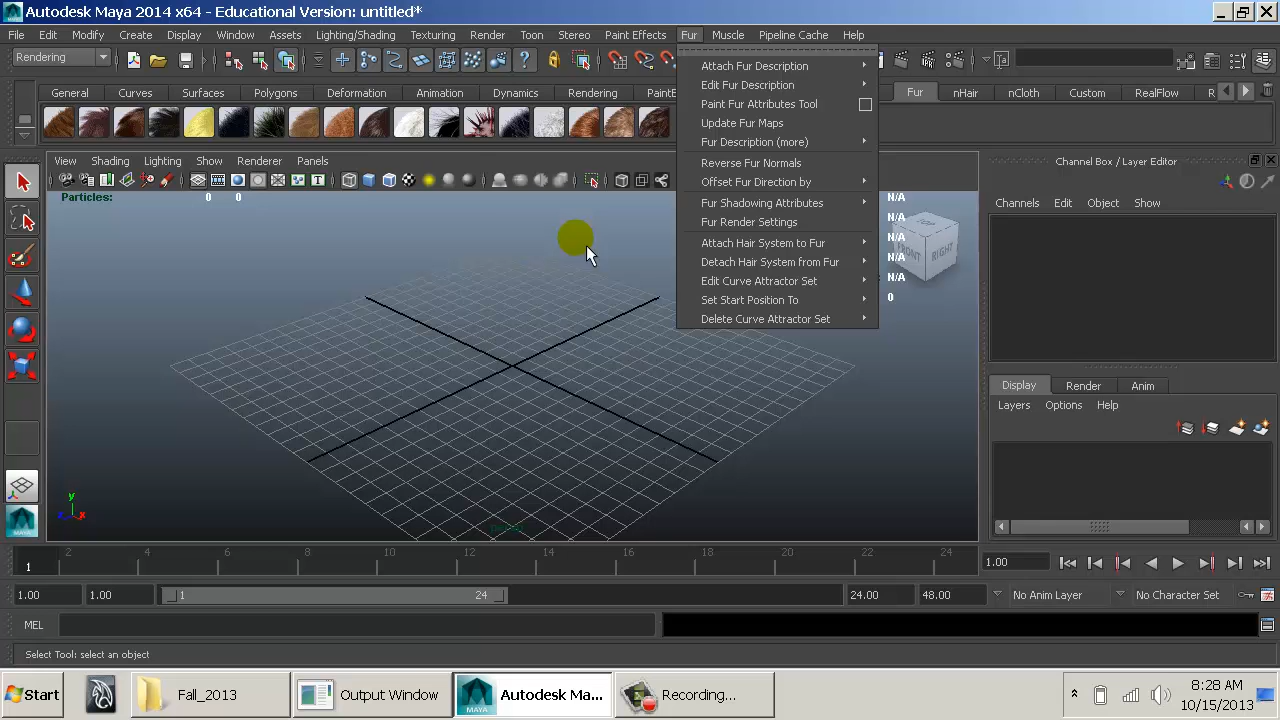 Autodesk Maya 2014 x64 - Educational Version: untitled*
File Edit Modify Create Display Window Assets Lighting/Shading Texturing Render Toon Stereo Paint Effects Fur Muscle Pipeline Cache Help
Rendering
General Curves Surfaces Polygons Deformation Animation Dynamics Rendering PaintE Fur nHair nCloth Custom RealFlow R
View Shading Lighting Show Renderer Panels
Particles: 0 0
Attach Fur Description
Edit Fur Description
Paint Fur Attributes Tool
Update Fur Maps
Fur Description (more)
Reverse Fur Normals
Offset Fur Direction by
Fur Shadowing Attributes
Fur Render Settings
Attach Hair System to Fur
Detach Hair System from Fur
Edit Curve Attractor Set
Set Start Position To
Delete Curve Attractor Set
N/A
N/A
N/A
N/A
N/A
0
TOP
FRONT
RIGHT
Channel Box / Layer Editor
Channels Edit Object Show
Display Render Anim
Layers Options Help
y
z x
persp
2 4 6 8 10 12 14 16 18 20 22 24
1
1.00
1.00 1.00 1 24 24.00 48.00 No Anim Layer No Character Set
MEL
Select Tool: select an object
Start Fall_2013 Output Window Autodesk Ma... Recording...
MAYA
8:28 AM
10/15/2013